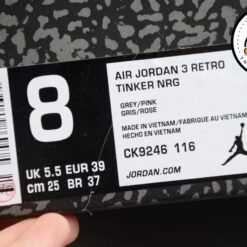 8
UK 5.5 EUR 39
cm 25 BR 37
AIR JORDAN 3 RETRO
TINKER NRG
GREY/PINK
GRIS/ROSE
MADE IN VIETNAM/FABRIQUE AU VIETNAM
HECHO EN VIETNAM
CK9246 116
JORDAN.COM